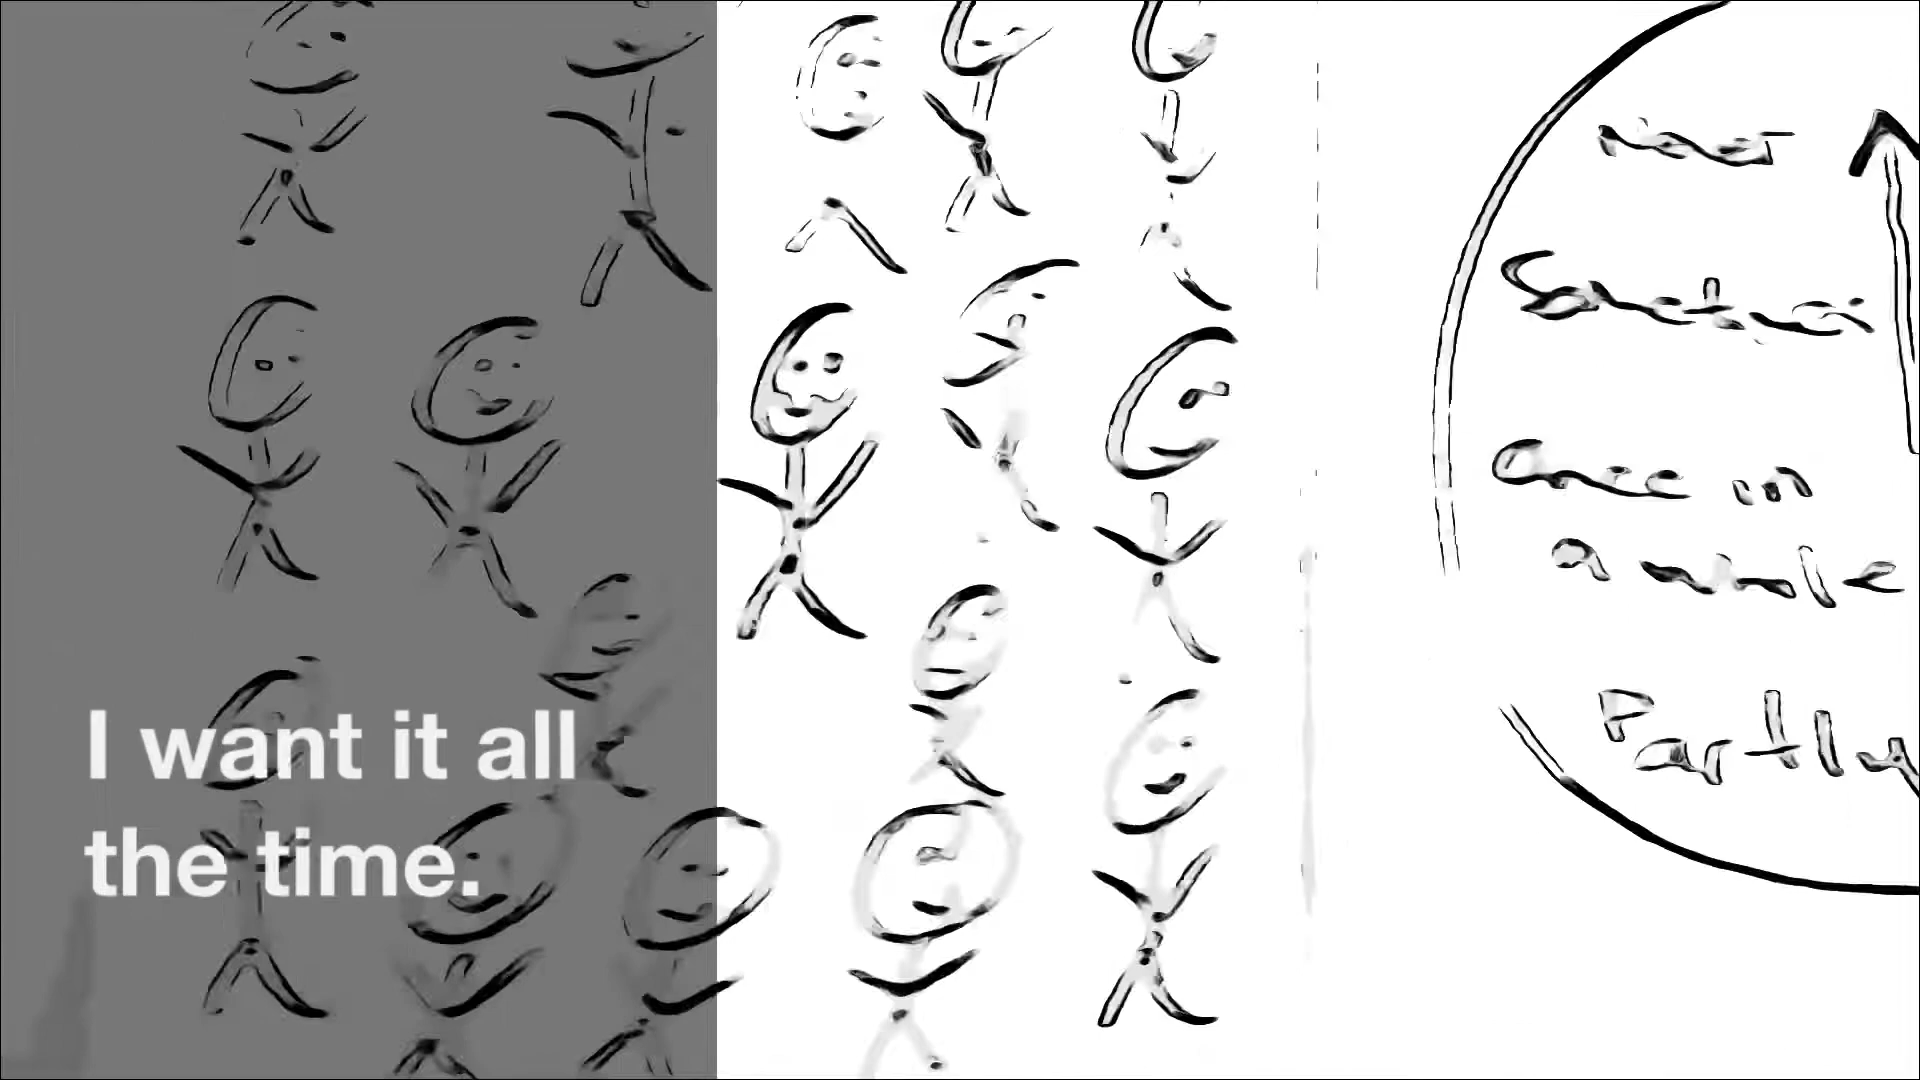 I want it all
the time.
Once in
a while
Partly